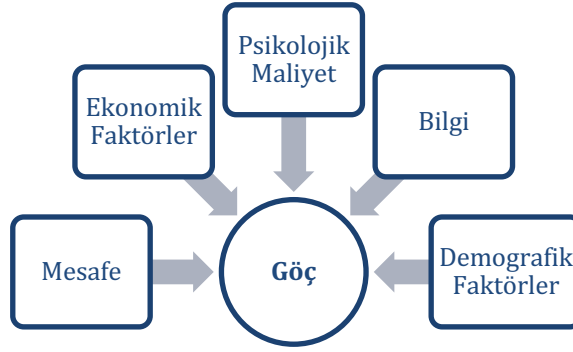 Psikolojik
Maliyet
Ekonomik
Faktörler
Bilgi
Mesafe
Göç
Demografik
Faktörler